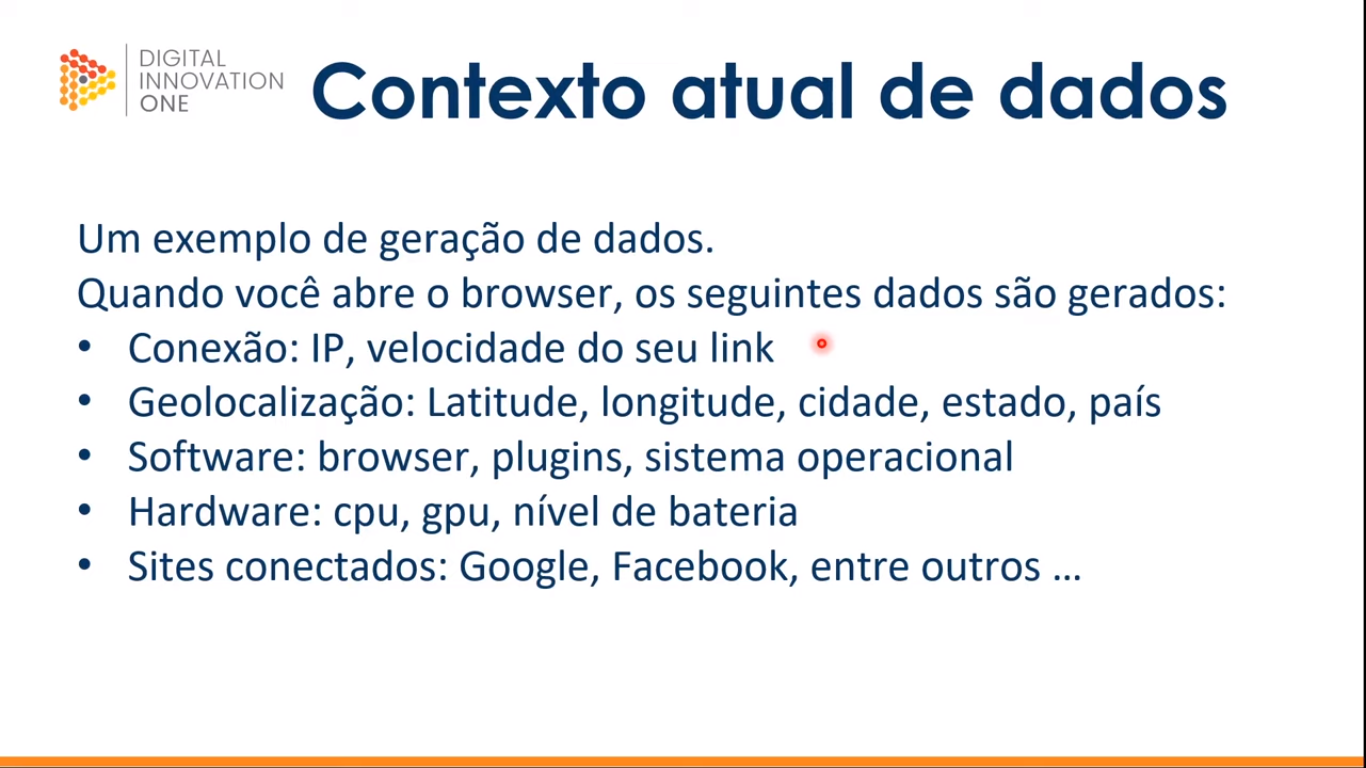 DIGITAL
INNOVATION
ONE
Contexto atual de dados
Um exemplo de geração de dados.
Quando você abre o browser, os seguintes dados são gerados:
• Conexão: IP, velocidade do seu link
• Geolocalização: Latitude, longitude, cidade, estado, país
• Software: browser, plugins, sistema operacional
• Hardware: cpu, gpu, nível de bateria
• Sites conectados: Google, Facebook, entre outros ...